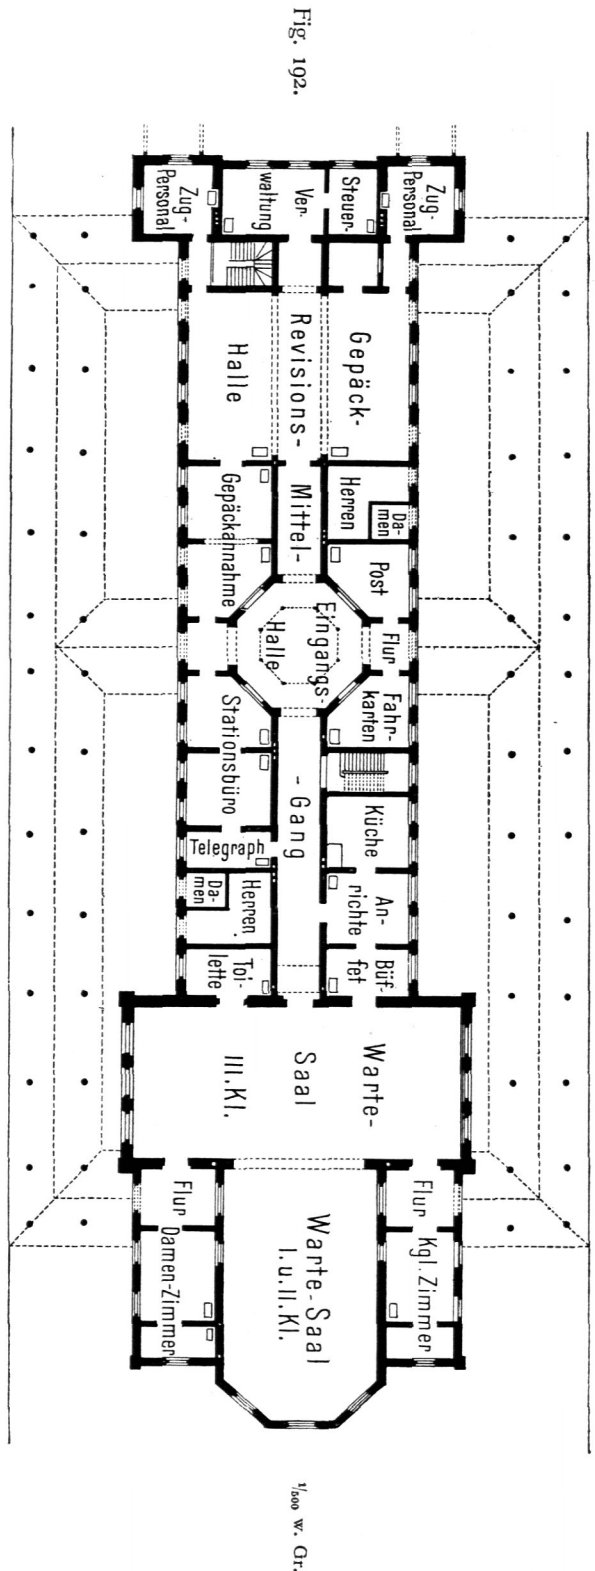 Fig. 192.
Zug-
Personal
Steuer-
Ver-
waltung
Zug-
Personal
Gepäck-
Revisions-
Halle
Herren
Da-
men
Mittel-
Gepäckannahme
Post
Flur
Eingangs-
Halle
Fahr-
karten
Stationsbüro
-Gang
Küche
Telegraph
An-
richte
Herren
Da-
men
Büf-
fet
Toi-
lette
Warte-
Saal
III.Kl.
Flur
Flur
Kgl. Zimmer
Warte-Saal
I.u.II.Kl.
Damen-Zimmer
1/500 w. Gr.